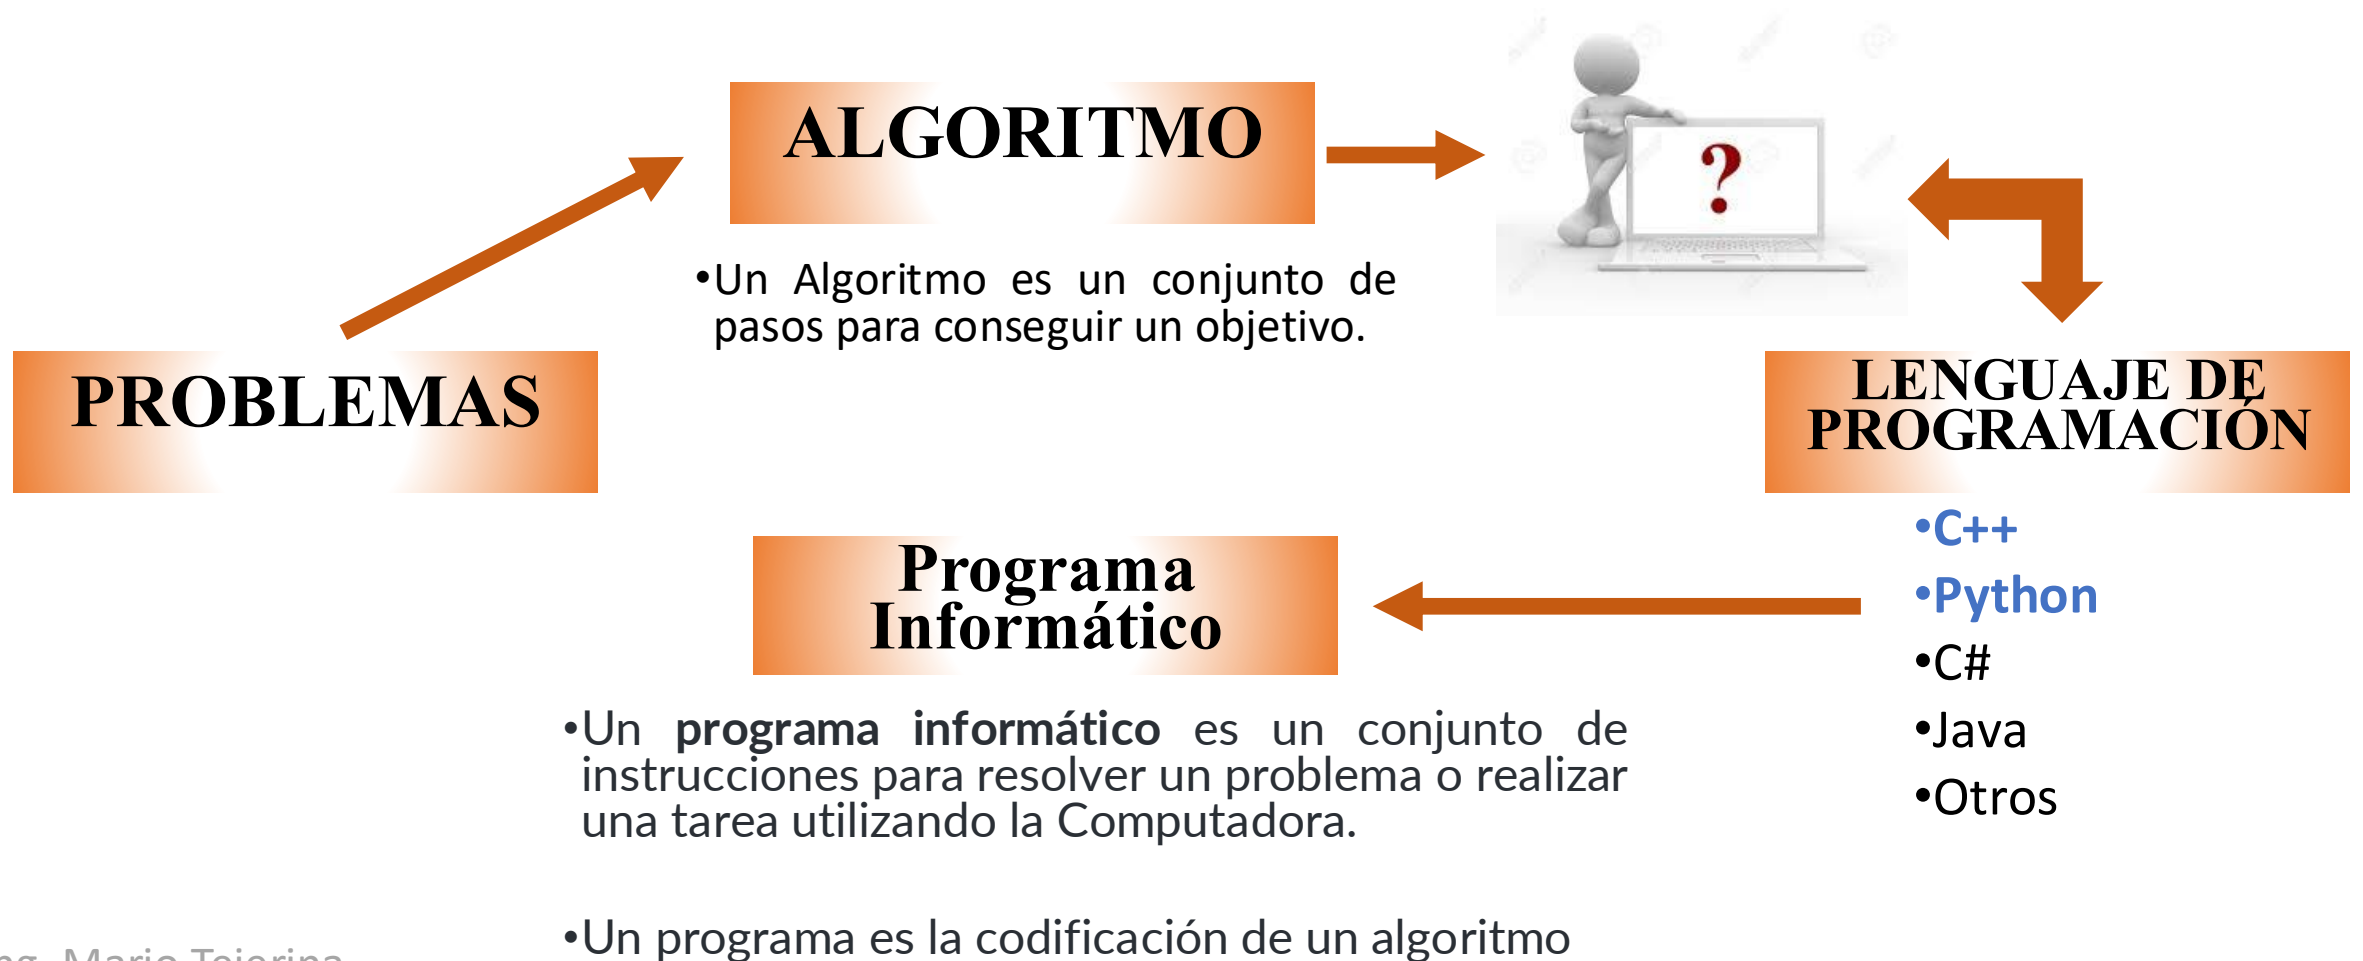 ALGORITMO
?
•Un Algoritmo es un conjunto de
pasos para conseguir un objetivo.
PROBLEMAS
LENGUAJE DE
PROGRAMACIÓN
•C++
•Python
•C#
•Java
•Otros
Programa
Informático
•Un programa informático es un conjunto de
instrucciones para resolver un problema o realizar
una tarea utilizando la Computadora.
•Un programa es la codificación de un algoritmo
Mario Tejerina